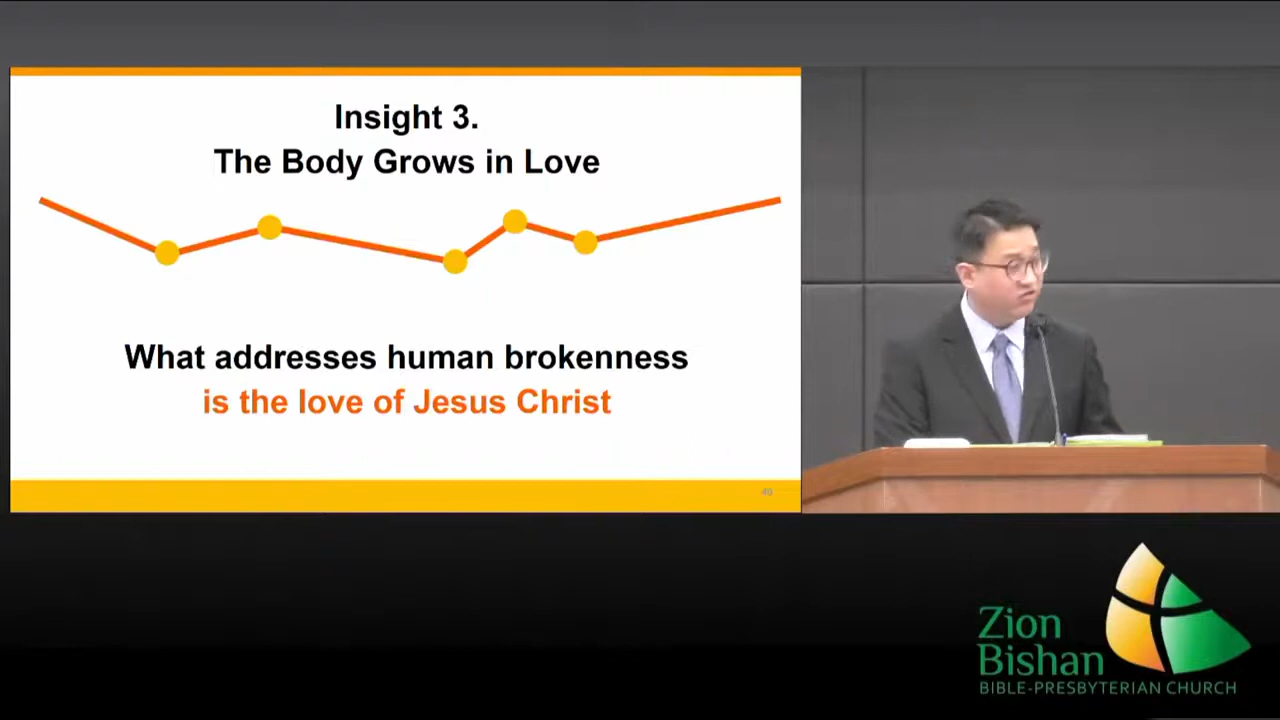 Insight 3.
The Body Grows in Love
What addresses human brokenness
is the love of Jesus Christ
Zion
Bishan
BIBLE-PRESBYTERIAN CHURCH